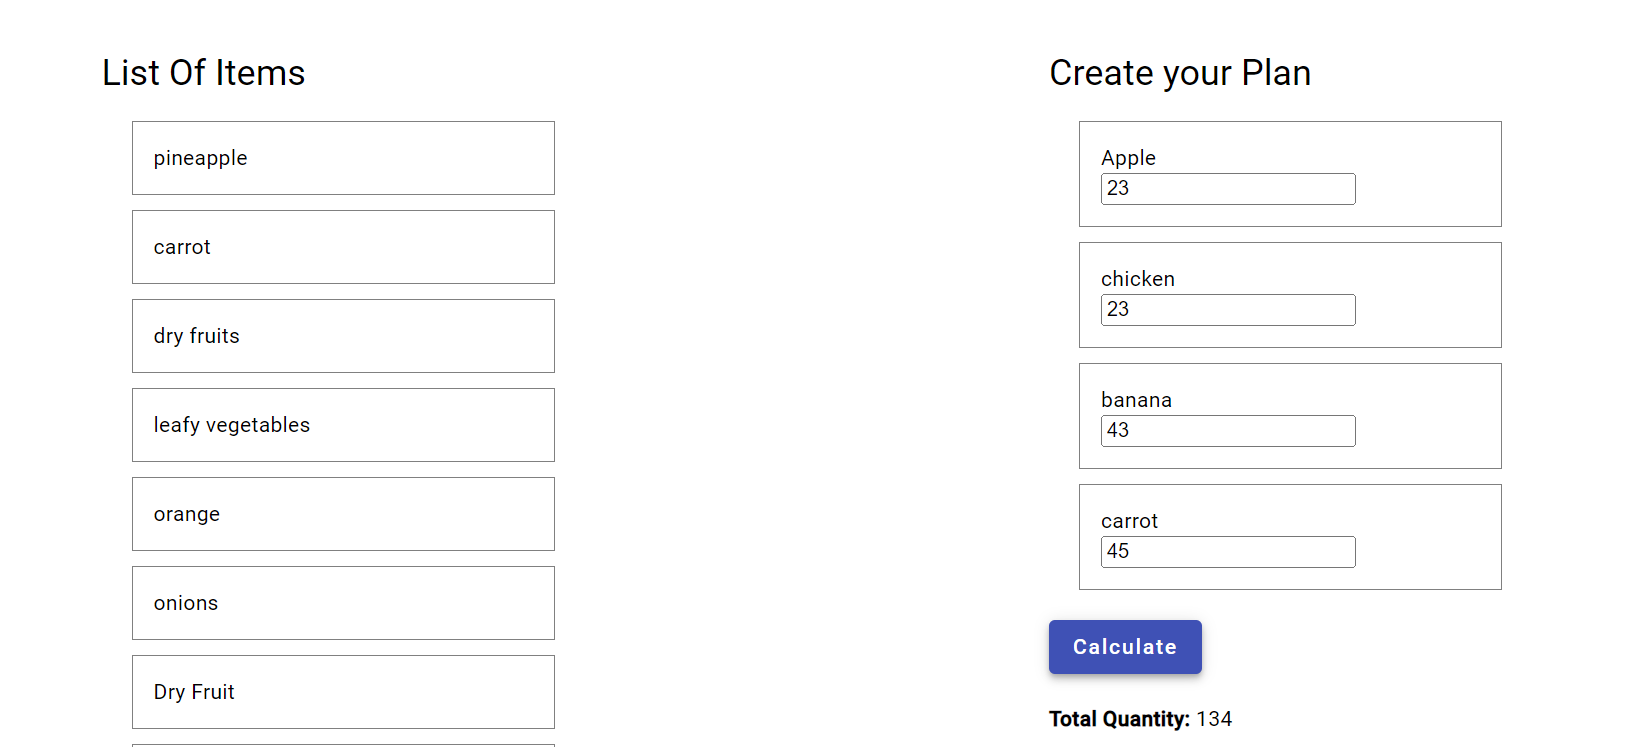 List Of Items
pineapple
carrot
dry fruits
leafy vegetables
orange
onions
Dry Fruit
Create your Plan
Apple
23
chicken
23
banana
43
carrot
45
Calculate
Total Quantity: 134